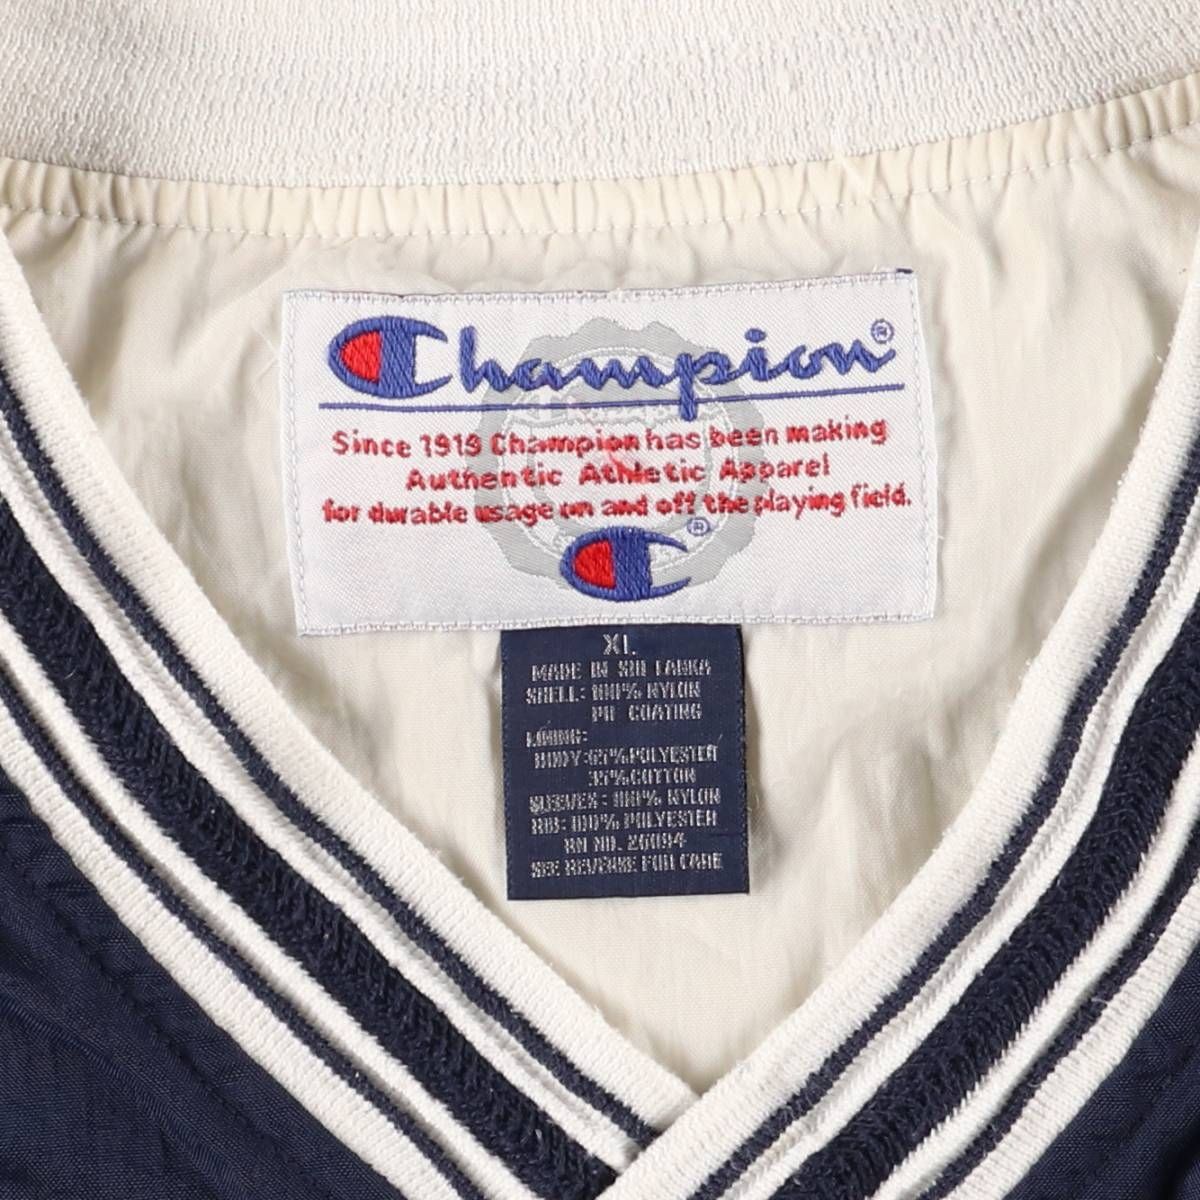 Champion®
Since 1919 Champion has been making
Authentic Athletic Apparel
for durable usage on and off the playing field.
®
XL
MADE IN SRI LANKA
SHELL: 100% NYLON
COATING
LINING:
BODY: 65% POLYESTER
35% COTTON
SLEEVES: 100% NYLON
RIB: 100% POLYESTER
RN NO. 26094
SEE REVERSE FOR CARE